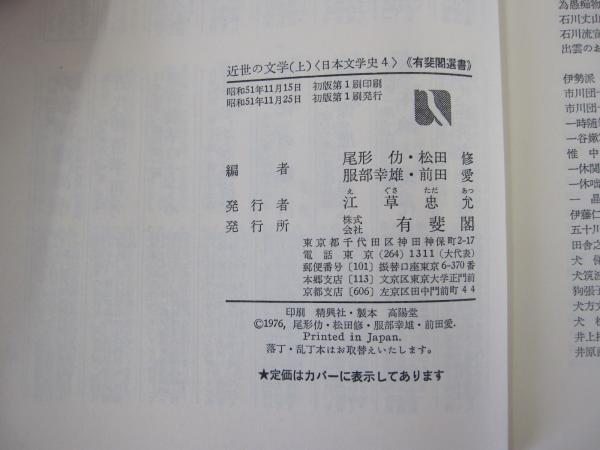 近世の文学(上)〈日本文学史4〉《有斐閣選書》
昭和51年11月15日 初版第1刷印刷
昭和51年11月25日 初版第1刷発行
編者
尾形 仂・松田 修
服部幸雄・前田 愛
え ぐさ ただ あつ
発行者 江草忠允
発行所 株式会社 有斐閣
東京都千代田区神田神保町2-17
電話 東京 (264) 1311 (大代表)
郵便番号 [101] 振替口座東京6-370番
本郷支店 [113] 文京区東京大学正門前
京都支店 [606] 左京区田中門前町44
印刷 精興社・製本 高陽堂
©1976, 尾形仂・松田修・服部幸雄・前田愛.
Printed in Japan.
落丁・乱丁本はお取替えいたします。
★定価はカバーに表示してあります
為愚痴物
石川丈山
石川流宣
出雲のお
伊勢派
市川団十
市川団十
一時随筆
一谷嫩
惟中
一休関
一休咄
一晶
伊藤仁
五十川
田舎
犬
犬筑波
狗張子
犬方丈
犬
井上
井原西